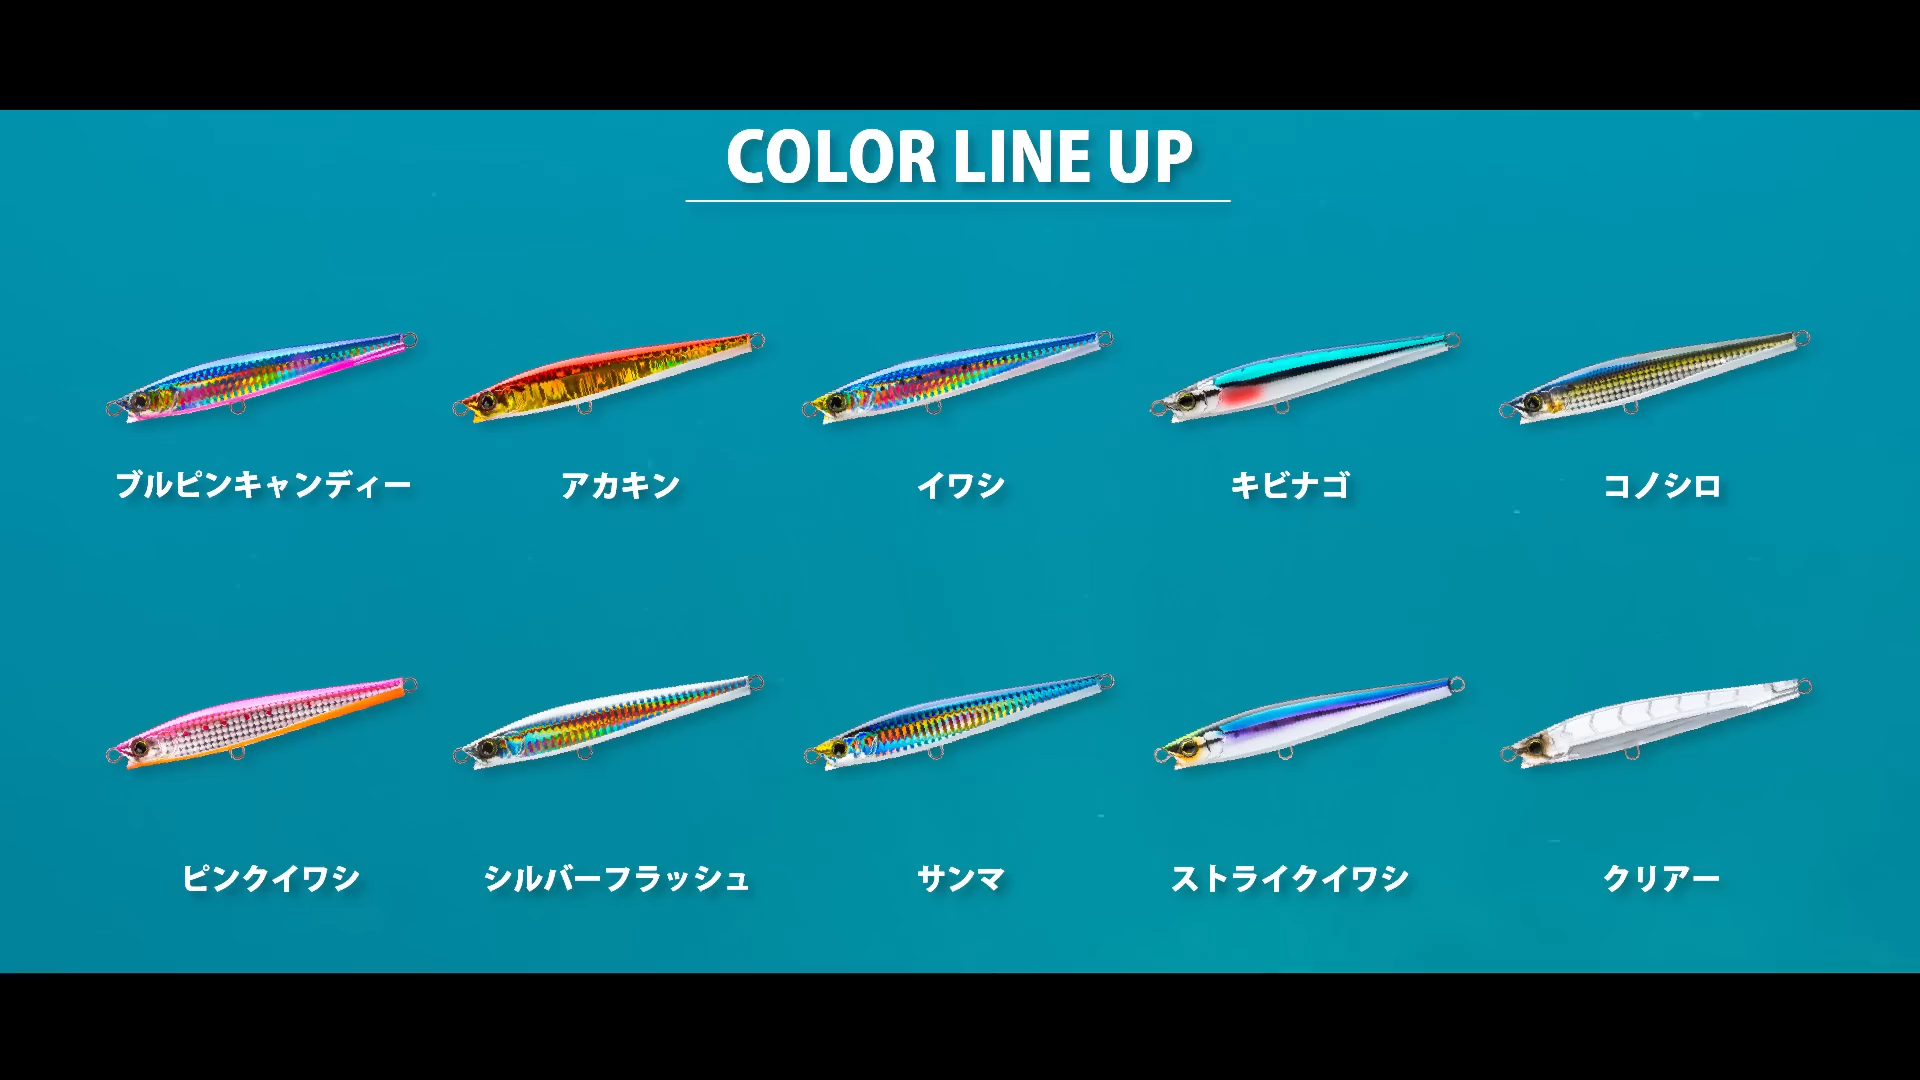 COLOR LINE UP
ブルピンキャンディー
アカキン
イワシ
キビナゴ
コノシロ
ピンクイワシ
シルバーフラッシュ
サンマ
ストライクイワシ
クリアー